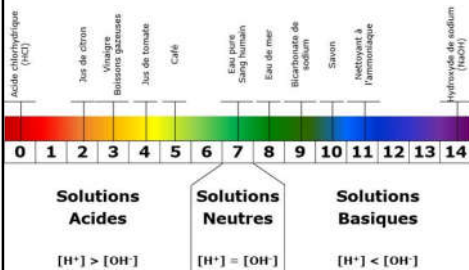 Acide chlorhydrique
(HCl)
Jus de citron
Vinaigre
Boissons gazeuses
Jus de tomate
Café
Eau pure
Sang humain
Eau de mer
Bicarbonate de
sodium
Savon
Nettoyant à
l'ammoniaque
Hydroxyde de sodium
(NaOH)
0 1 2 3 4 5 6 7 8 9 10 11 12 13 14
Solutions
Acides
[H⁺] > [OH⁻]
Solutions
Neutres
[H⁺] = [OH⁻]
Solutions
Basiques
[H⁺] < [OH⁻]